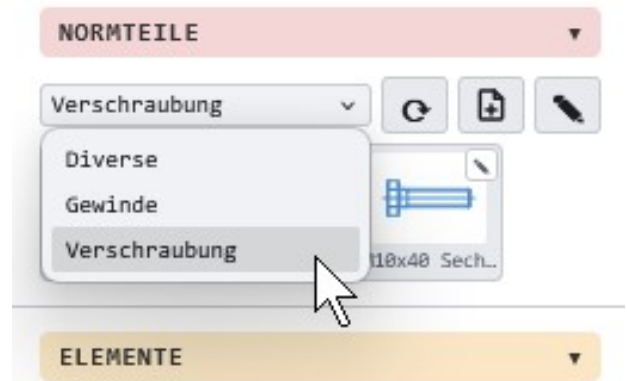 NORMTEILE
Verschraubung
Diverse
Gewinde
Verschraubung
10x40 Sech…
ELEMENTE